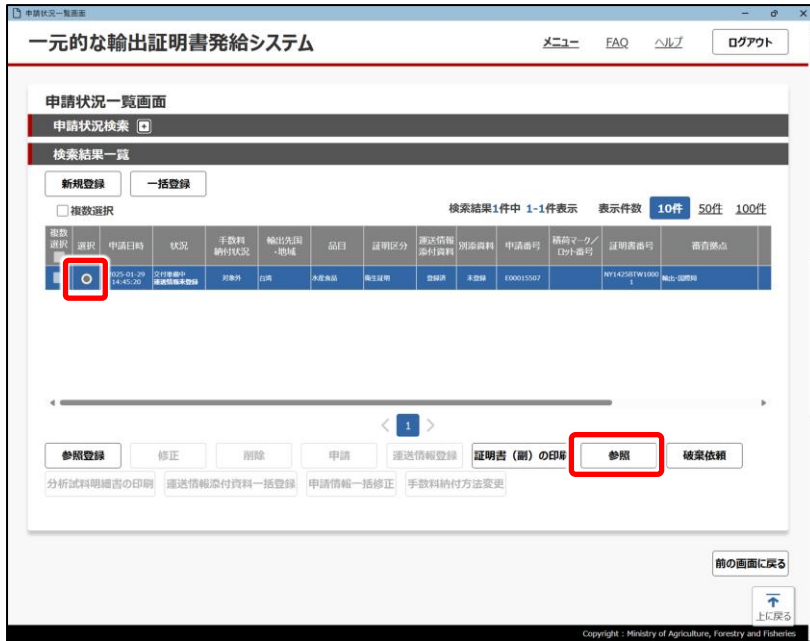 申請状況一覧画面
一元的な輸出証明書発給システム
メニュー FAQ ヘルプ ログアウト
申請状況一覧画面
申請状況検索
検索結果一覧
新規登録 一括登録
複数選択 検索結果1件中 1-1件表示 表示件数 10件 50件 100件
複数選択 選択 申請日時 状況 手数料納付状況 輸出先国・地域 品目 証明区分 運送情報添付資料 別添資料 申請番号 積荷マーク/ロット番号 証明書番号 審査拠点
025-01-29 14:45:20 交付準備中 運送情報未登録 対象外 台湾 水産食品 衛生証明 登録済 未登録 E00015507 NY1425BTW10001 輸出・国際局
< 1 >
参照登録 修正 削除 申請 運送情報登録 証明書（副）の印刷 参照 破棄依頼
分析試料明細書の印刷 運送情報添付資料一括登録 申請情報一括修正 手数料納付方法変更
前の画面に戻る
上に戻る
Copyright : Ministry of Agriculture, Forestry and Fisheries